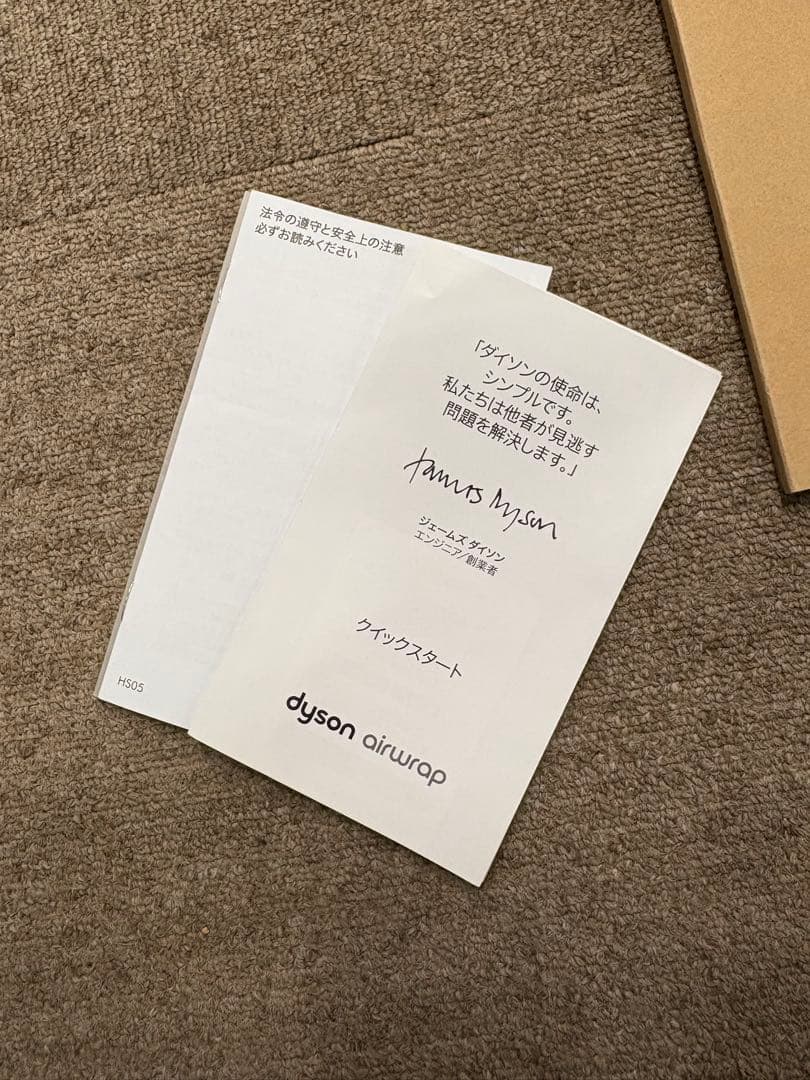 法令の遵守と安全上の注意
必ずお読みください
HS05
「ダイソンの使命は、
シンプルです。
私たちは他者が見逃す
問題を解決します。」
James Dyson
ジェームズ ダイソン
エンジニア/創業者
クイックスタート
dyson airwrap